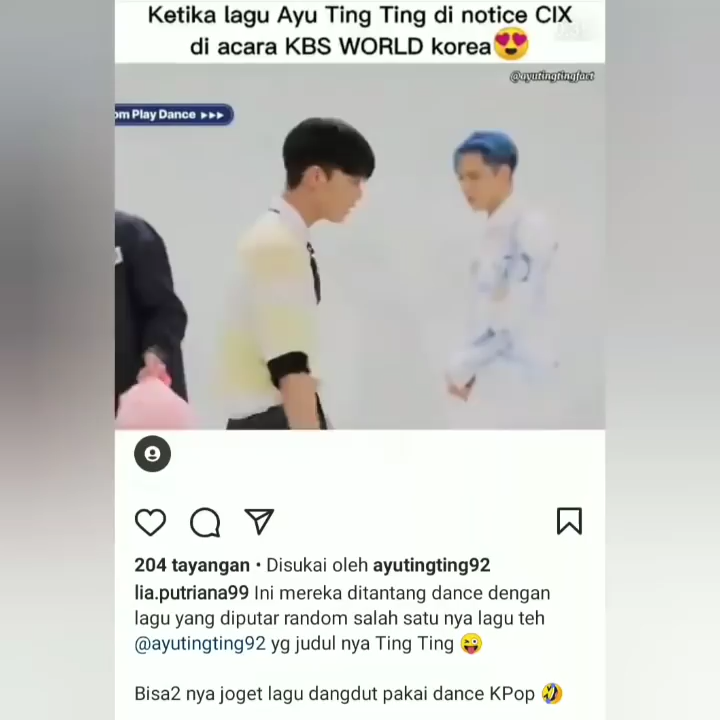 Ketika lagu Ayu Ting Ting di notice CIX
di acara KBS WORLD korea😍
@ayutingtingfact
om Play Dance ▸▸▸
204 tayangan • Disukai oleh ayutingting92
lia.putriana99 Ini mereka ditantang dance dengan
lagu yang diputar random salah satu nya lagu teh
@ayutingting92 yg judul nya Ting Ting 😜
Bisa2 nya joget lagu dangdut pakai dance KPop 🤣